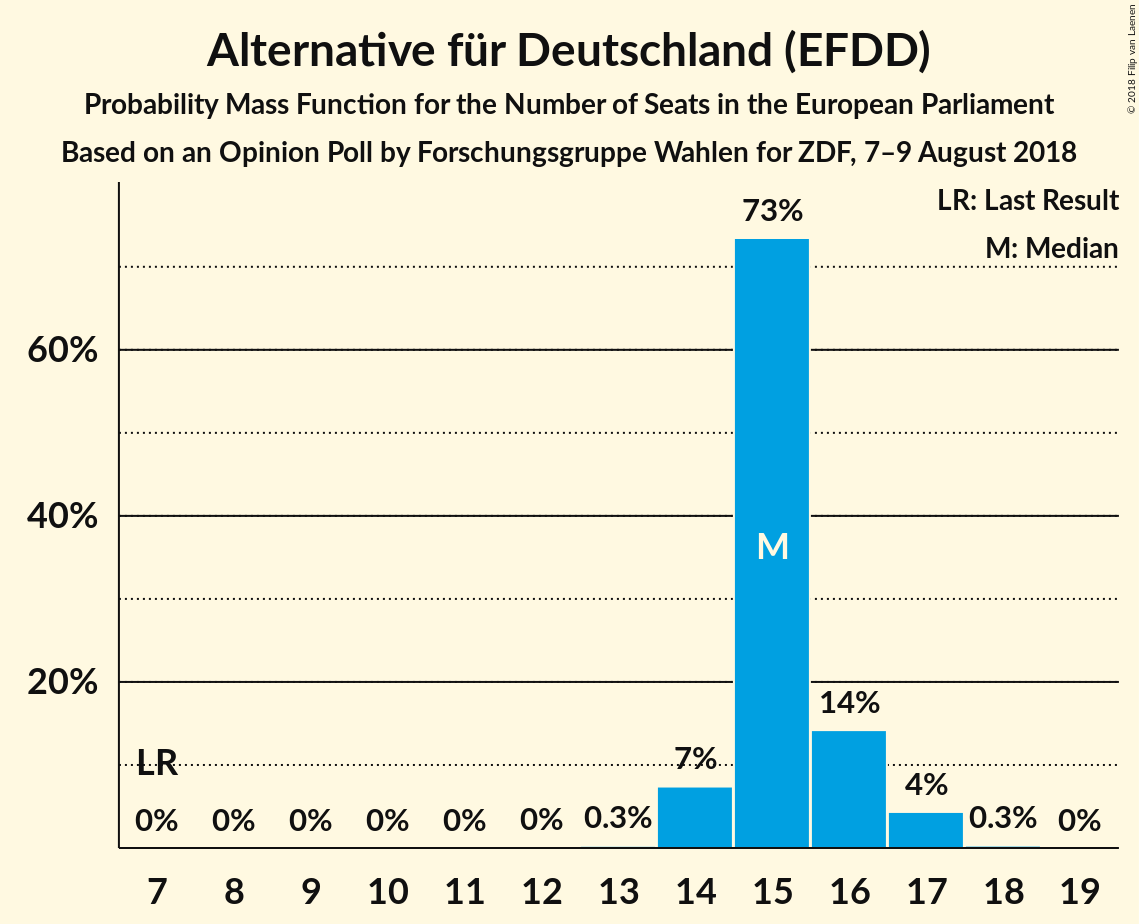 Alternative für Deutschland (EFDD)
Probability Mass Function for the Number of Seats in the European Parliament
Based on an Opinion Poll by Forschungsgruppe Wahlen for ZDF, 7–9 August 2018
© 2018 Filip van Laenen
LR: Last Result
M: Median
60%
40%
20%
LR
M
0%
0%
0%
0%
0%
0%
0.3%
7%
73%
14%
4%
0.3%
0%
7 8 9 10 11 12 13 14 15 16 17 18 19